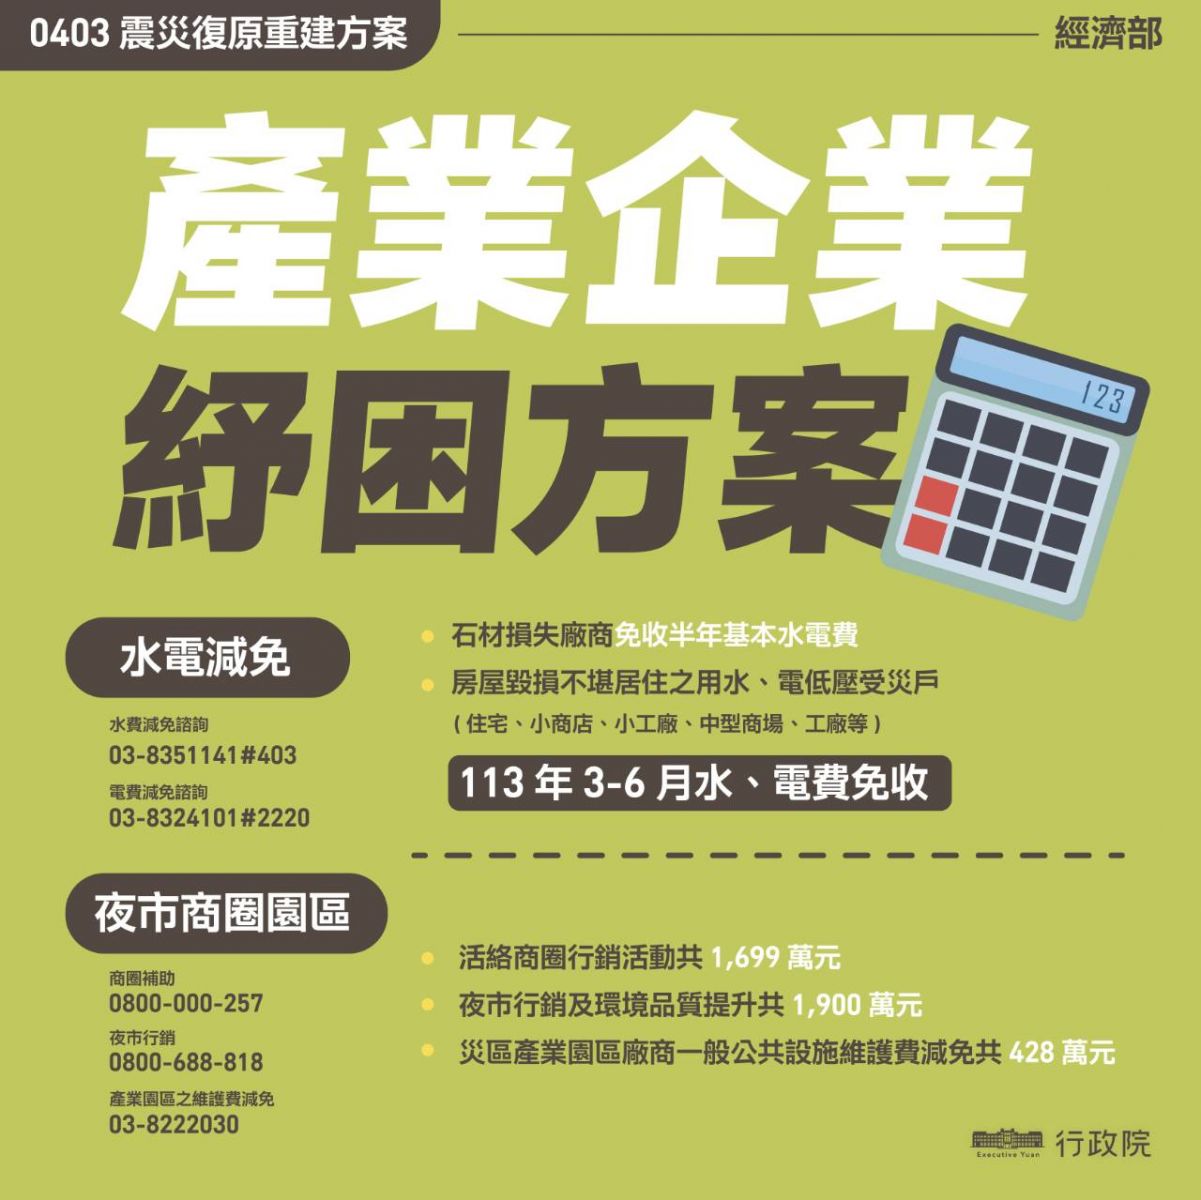 0403 震災復原重建方案
經濟部
產業企業
紓困方案
123
水電減免
水費減免諮詢
03-8351141#403
電費減免諮詢
03-8324101#2220
石材損失廠商免收半年基本水電費
房屋毀損不堪居住之用水、電低壓受災戶
(住宅、小商店、小工廠、中型商場、工廠等)
113 年 3-6 月水、電費免收
夜市商圈園區
商圈補助
0800-000-257
夜市行銷
0800-688-818
產業園區之維護費減免
03-8222030
活絡商圈行銷活動共 1,699 萬元
夜市行銷及環境品質提升共 1,900 萬元
災區產業園區廠商一般公共設施維護費減免共 428 萬元
Executive Yuan
行政院